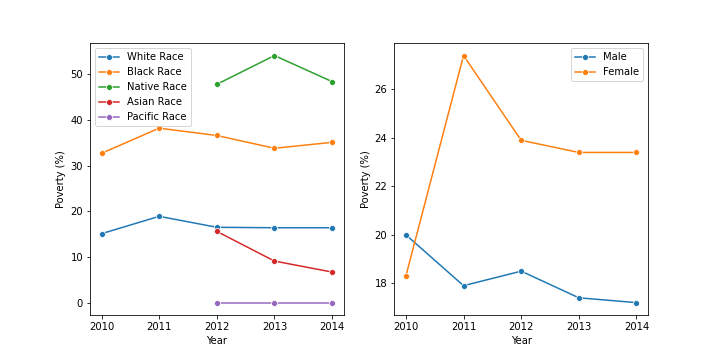 White Race
Black Race
Native Race
Asian Race
Pacific Race
Poverty (%)
50
40
30
20
10
0
2010 2011 2012 2013 2014
Year
Male
Female
Poverty (%)
26
24
22
20
18
2010 2011 2012 2013 2014
Year